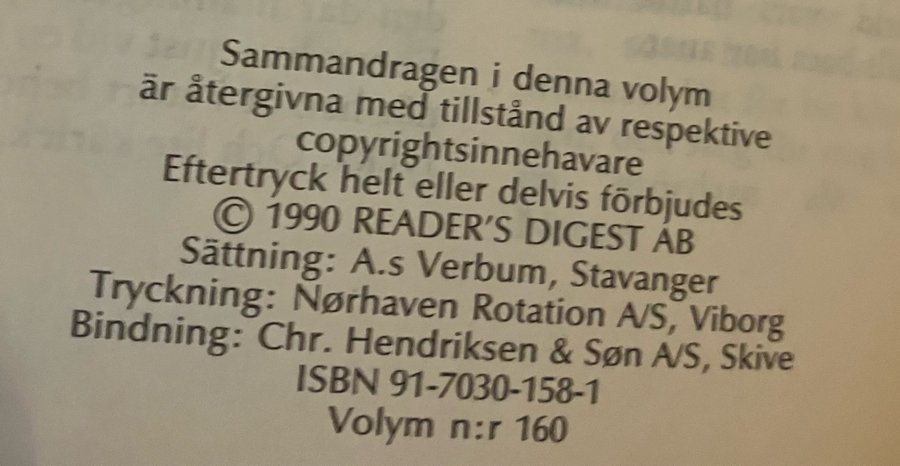 Sammandragen i denna volym
är återgivna med tillstånd av respektive
copyrightsinnehavare
Eftertryck helt eller delvis förbjudes
© 1990 READER'S DIGEST AB
Sättning: A.s Verbum, Stavanger
Tryckning: Nørhaven Rotation A/S, Viborg
Bindning: Chr. Hendriksen & Søn A/S, Skive
ISBN 91-7030-158-1
Volym n:r 160